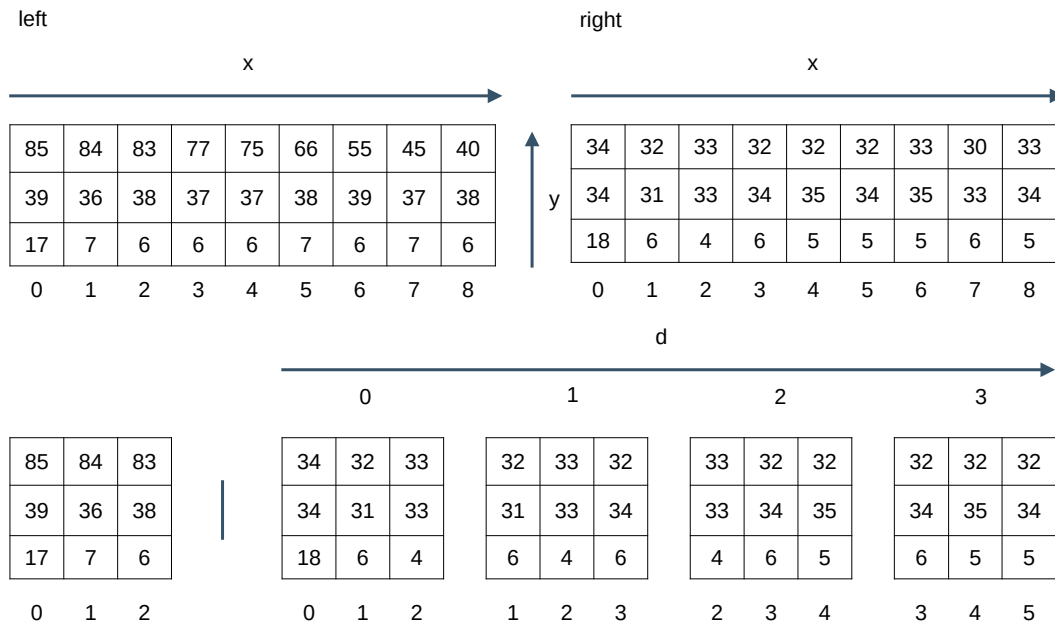 left right
x x
85 84 83 77 75 66 55 45 40 34 32 33 32 32 32 33 30 33
39 36 38 37 37 38 39 37 38 y 34 31 33 34 35 34 35 33 34
17 7 6 6 6 7 6 7 6 18 6 4 6 5 5 5 6 5
0 1 2 3 4 5 6 7 8 0 1 2 3 4 5 6 7 8
d
0 1 2 3
85 84 83 34 32 33 32 33 32 33 32 32 32 32 32
39 36 38 34 31 33 31 33 34 33 34 35 34 35 34
17 7 6 18 6 4 6 4 6 4 6 5 6 5 5
0 1 2 0 1 2 1 2 3 2 3 4 3 4 5